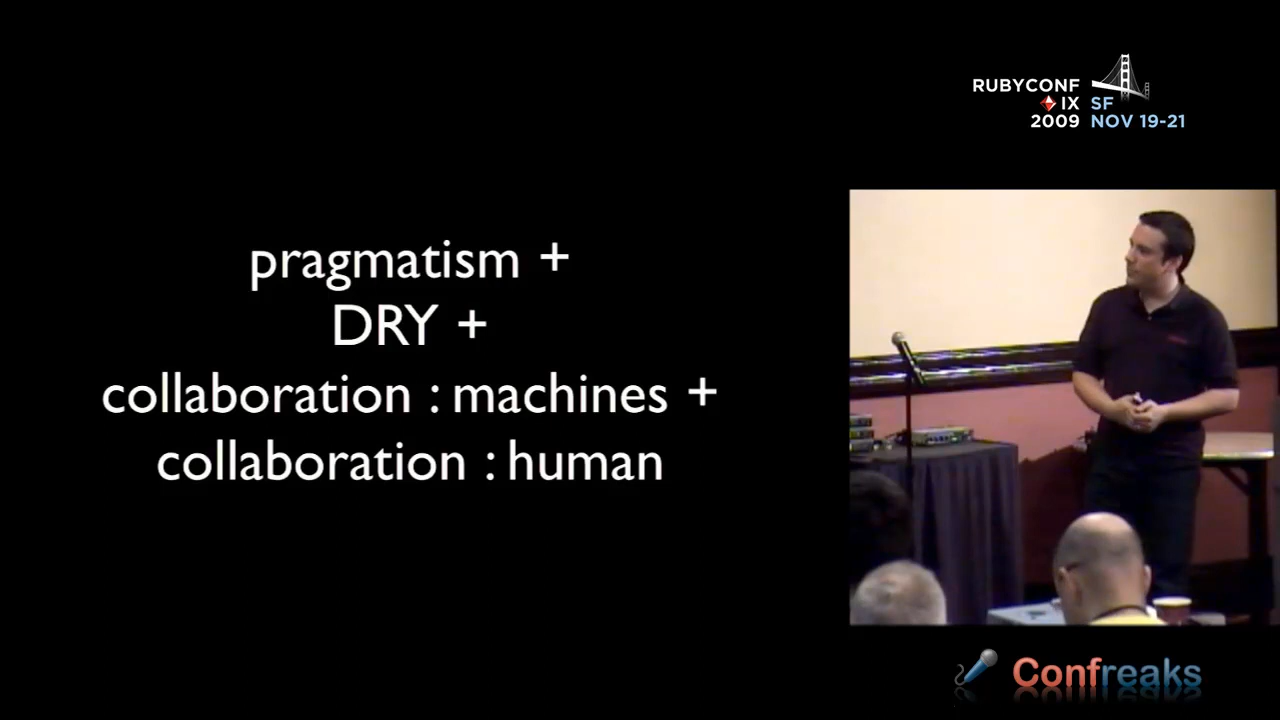 RUBYCONF
IX SF
2009 NOV 19-21
pragmatism +
DRY +
collaboration : machines +
collaboration : human
Confreaks